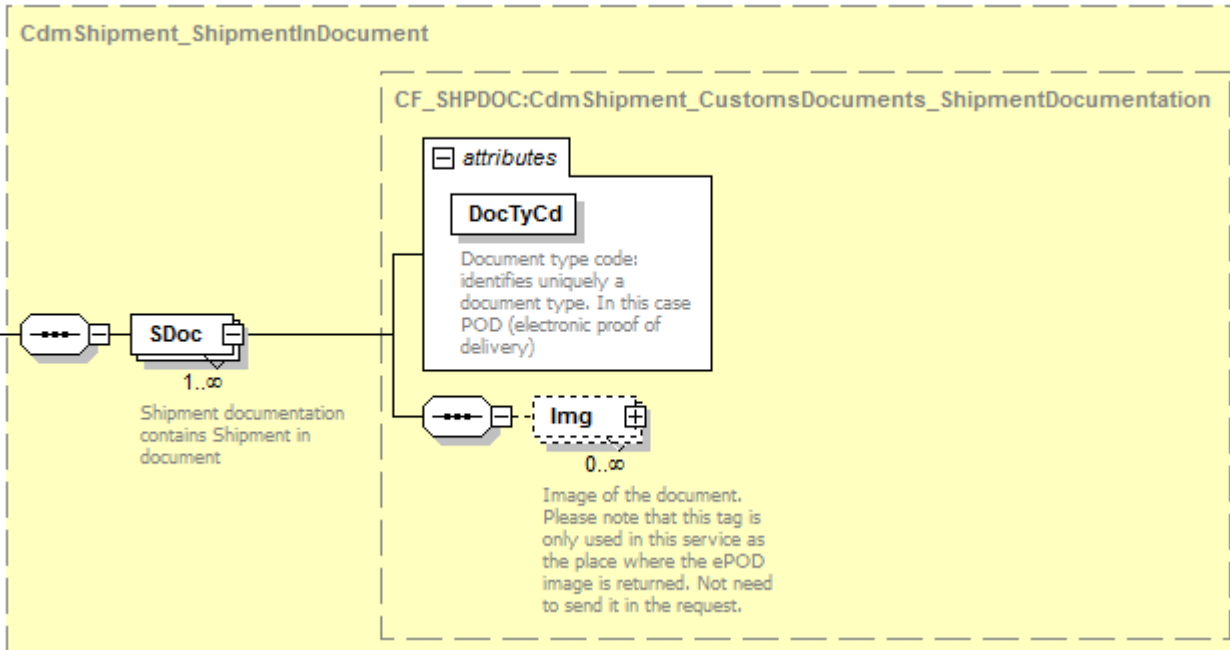 CdmShipment_ShipmentInDocument
CF_SHPDOC:CdmShipment_CustomsDocuments_ShipmentDocumentation
attributes
DocTyCd
Document type code:
identifies uniquely a
document type. In this case
POD (electronic proof of
delivery)
SDoc
1..∞
Shipment documentation
contains Shipment in
document
Img
0..∞
Image of the document.
Please note that this tag is
only used in this service as
the place where the ePOD
image is returned. Not need
to send it in the request.